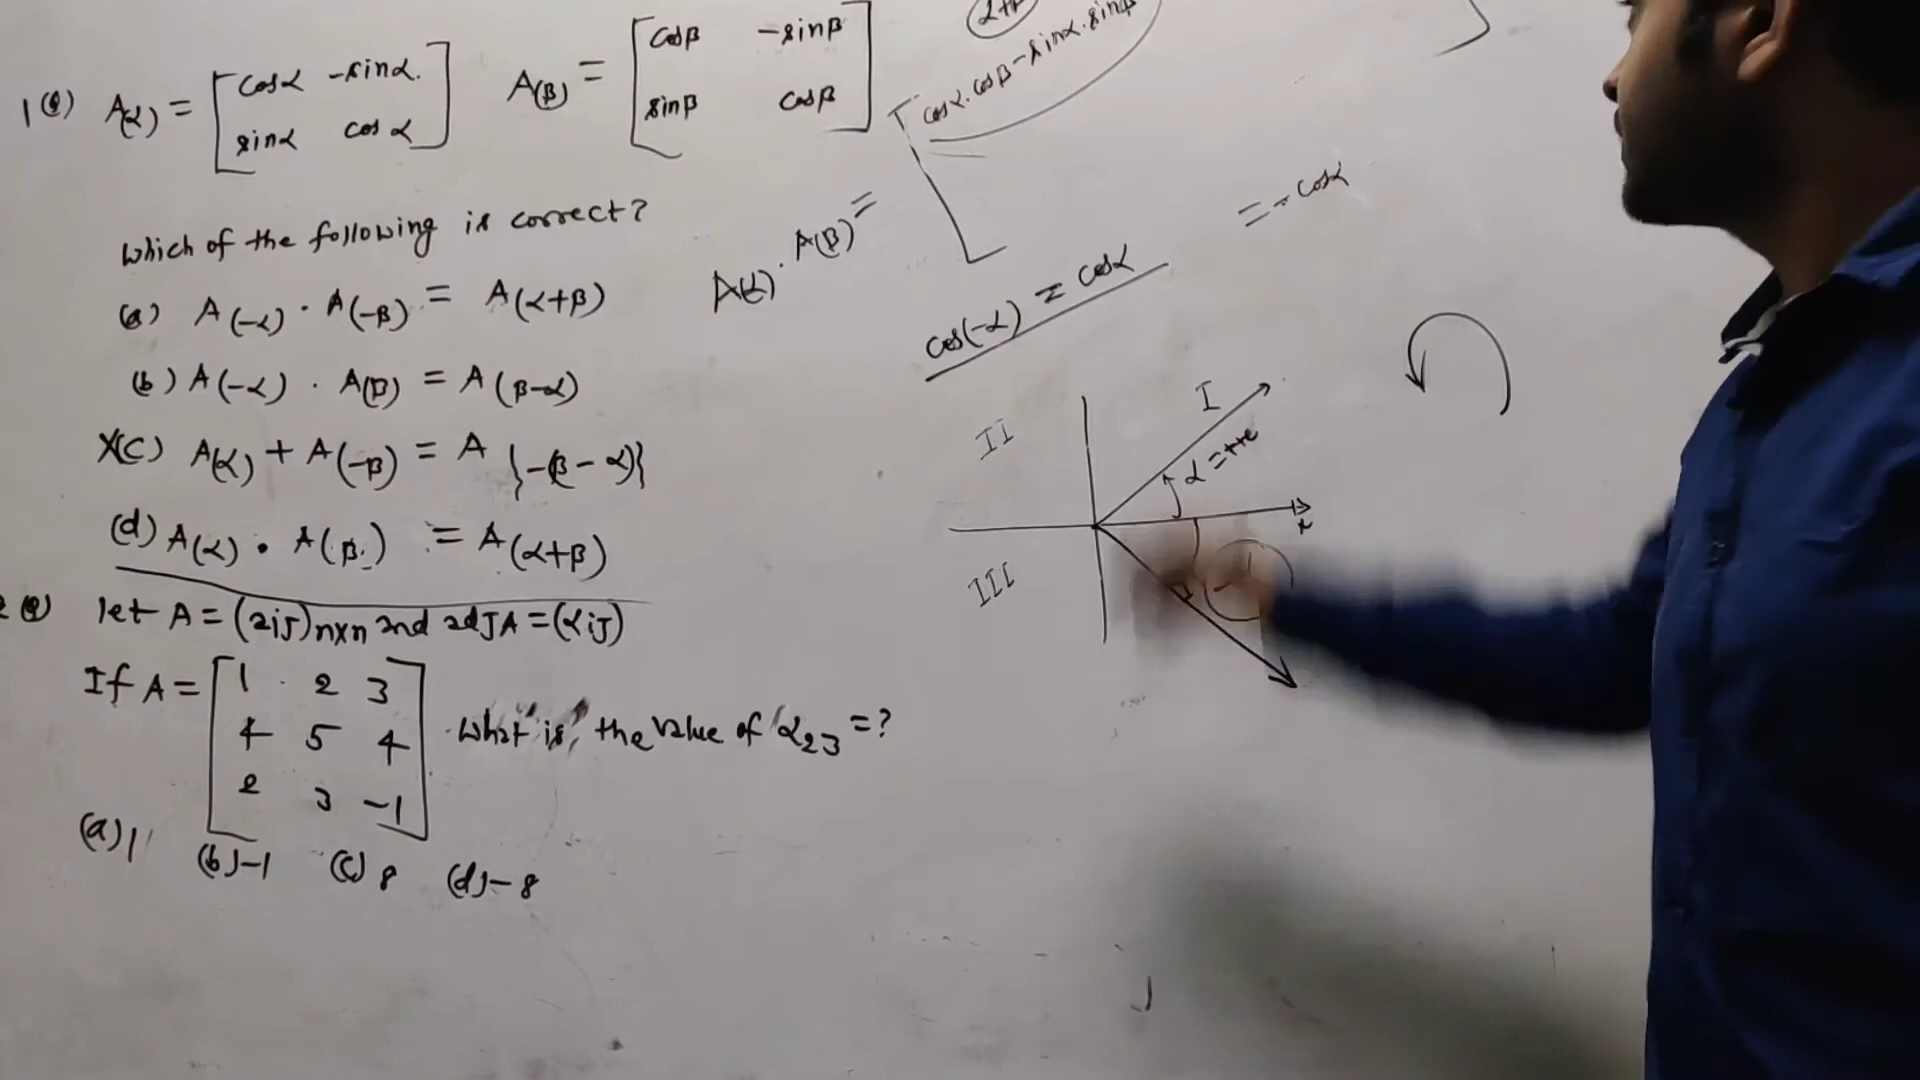 1(Q) A(α) = [cosα -sinα. sinα cosα] A(β) = [cosβ -sinβ sinβ cosβ]
which of the following is correct?
(a) A(-α) · A(-β) = A(α+β)
(b) A(-α) . A(β) = A(β-α)
X(C) A(α) + A(-β) = A {-(β-α)}
(d) A(α) • A(β.) = A(α+β)
2(Q) let A = (aij)nxn and adjA = (αij)
If A = [1 2 3
4 5 4
2 3 -1] . What is the value of α23 = ?
(a) 1 (b) -1 (C) 8 (d) -8
cosα.cosβ-sinα.sinβ
A(α) . A(β) =
cos(-α) = cosα
= - cosα
I
II
III
α = +ve
x